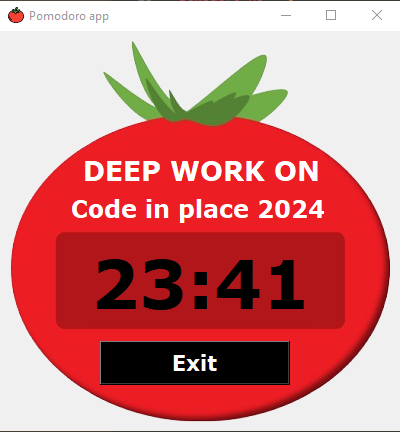 Pomodoro app
DEEP WORK ON
Code in place 2024
23:41
Exit